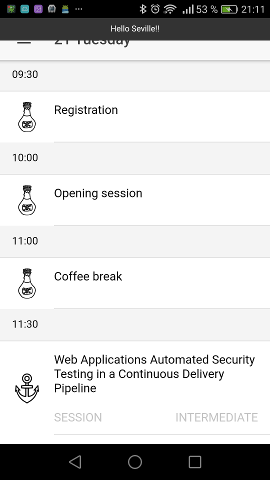 53 % 21:11
Hello Seville!!
21 Tuesday
09:30
Registration
10:00
Opening session
11:00
Coffee break
11:30
Web Applications Automated Security
Testing in a Continuous Delivery
Pipeline
SESSION INTERMEDIATE